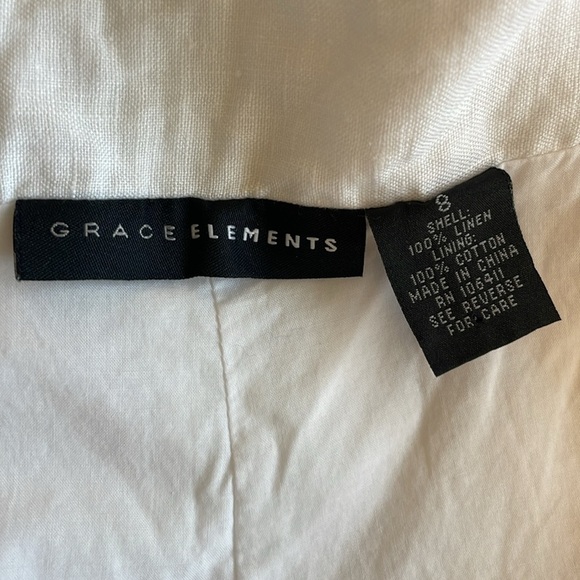 GRACE ELEMENTS
8
SHELL:
100% LINEN
LINING:
100% COTTON
MADE IN CHINA
RN 106411
SEE REVERSE
FOR CARE